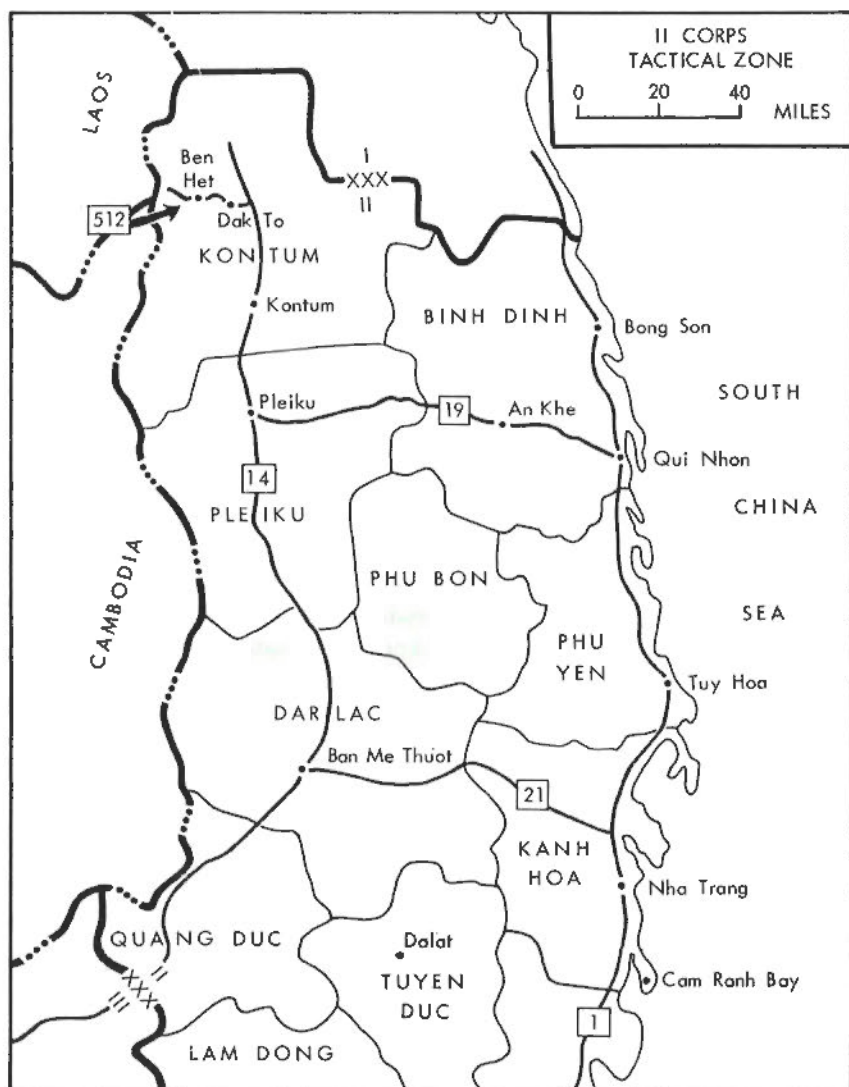 II CORPS
TACTICAL ZONE
0 20 40
MILES
LAOS
Ben
Het
I
XXX
II
512
Dak To
KONTUM
Kontum
BINH DINH
Bong Son
SOUTH
Pleiku
19
An Khe
Qui Nhon
14
CHINA
PLEIKU
CAMBODIA
PHU BON
SEA
PHU
YEN
Tuy Hoa
DAR LAC
Ban Me Thuot
21
KANH
HOA
Nha Trang
QUANG DUC
Dalat
TUYEN
DUC
Cam Ranh Bay
II
XXX
III
1
LAM DONG